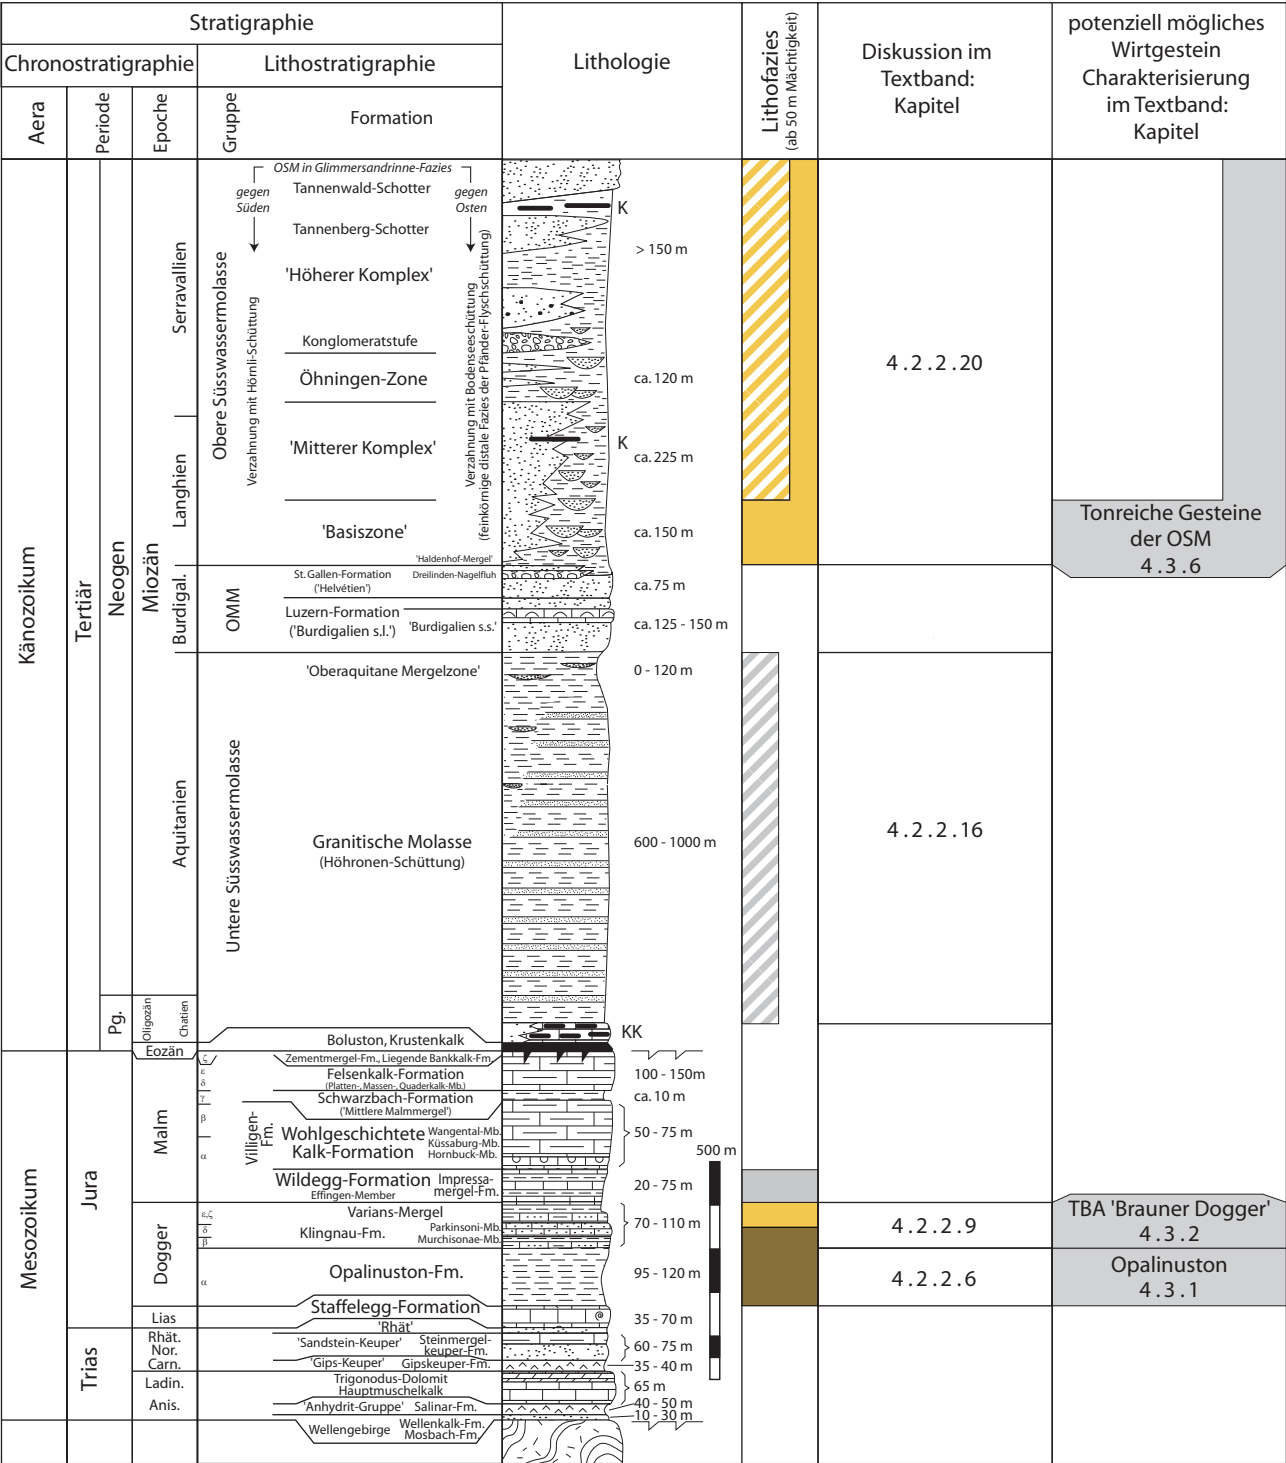 Stratigraphie
Chronostratigraphie
Lithostratigraphie
Aera
Periode
Epoche
Gruppe
Formation
Lithologie
Lithofazies
(ab 50 m Mächtigkeit)
Diskussion im
Textband:
Kapitel
potenziell mögliches
Wirtgestein
Charakterisierung
im Textband:
Kapitel
Känozoikum
Tertiär
Neogen
Miozän
Serravallien
Langhien
Burdigal.
Aquitanien
Pg.
Oligozän
Chatien
Eozän
Obere Süsswassermolasse
OSM in Glimmersandrinne-Fazies
gegen
Süden
gegen
Osten
Verzahnung mit Hörnli-Schüttung
Verzahnung mit Bodenseeschüttung
(feinkörnige distale Fazies der Pfänder-Flyschschüttung)
Tannenwald-Schotter
Tannenberg-Schotter
'Höherer Komplex'
Konglomeratstufe
Öhningen-Zone
'Mitterer Komplex'
'Basiszone'
'Haldenhof-Mergel'
K
> 150 m
ca. 120 m
K
ca. 225 m
ca. 150 m
4.2.2.20
Tonreiche Gesteine
der OSM
4.3.6
OMM
St. Gallen-Formation
('Helvétien')
Dreilinden-Nagelfluh
ca. 75 m
Luzern-Formation
('Burdigalien s.l.')
'Burdigalien s.s.'
ca. 125 - 150 m
Untere Süsswassermolasse
'Oberaquitane Mergelzone'
0 - 120 m
Granitische Molasse
(Höhronen-Schüttung)
600 - 1000 m
4.2.2.16
KK
Boluston, Krustenkalk
Mesozoikum
Jura
Malm
ζ
ε
δ
γ
β
α
Zementmergel-Fm., Liegende Bankkalk-Fm.
Felsenkalk-Formation
(Platten-, Massen-, Quaderkalk-Mb.)
100 - 150m
Schwarzbach-Formation
('Mittlere Malmmergel')
ca. 10 m
Villigen-
Fm.
Wohlgeschichtete
Kalk-Formation
Wangental-Mb.
Küssaburg-Mb.
Hornbuck-Mb.
50 - 75 m
500 m
Wildegg-Formation
Effingen-Member
Impressa-
mergel-Fm.
20 - 75 m
Dogger
ε,ζ
δ
β
α
Varians-Mergel
Klingnau-Fm.
Parkinsoni-Mb.
Murchisonae-Mb.
70 - 110 m
4.2.2.9
TBA 'Brauner Dogger'
4.3.2
Opalinuston-Fm.
95 - 120 m
4.2.2.6
Opalinuston
4.3.1
Lias
Staffelegg-Formation
35 - 70 m
Trias
Rhät.
Nor.
Carn.
Ladin.
Anis.
'Rhät'
'Sandstein-Keuper'
Steinmergel-
keuper-Fm.
60 - 75 m
'Gips-Keuper'
Gipskeuper-Fm.
35 - 40 m
Trigonodus-Dolomit
Hauptmuschelkalk
65 m
'Anhydrit-Gruppe'
Salinar-Fm.
40 - 50 m
10 - 30 m
Wellengebirge
Wellenkalk-Fm.
Mosbach-Fm.